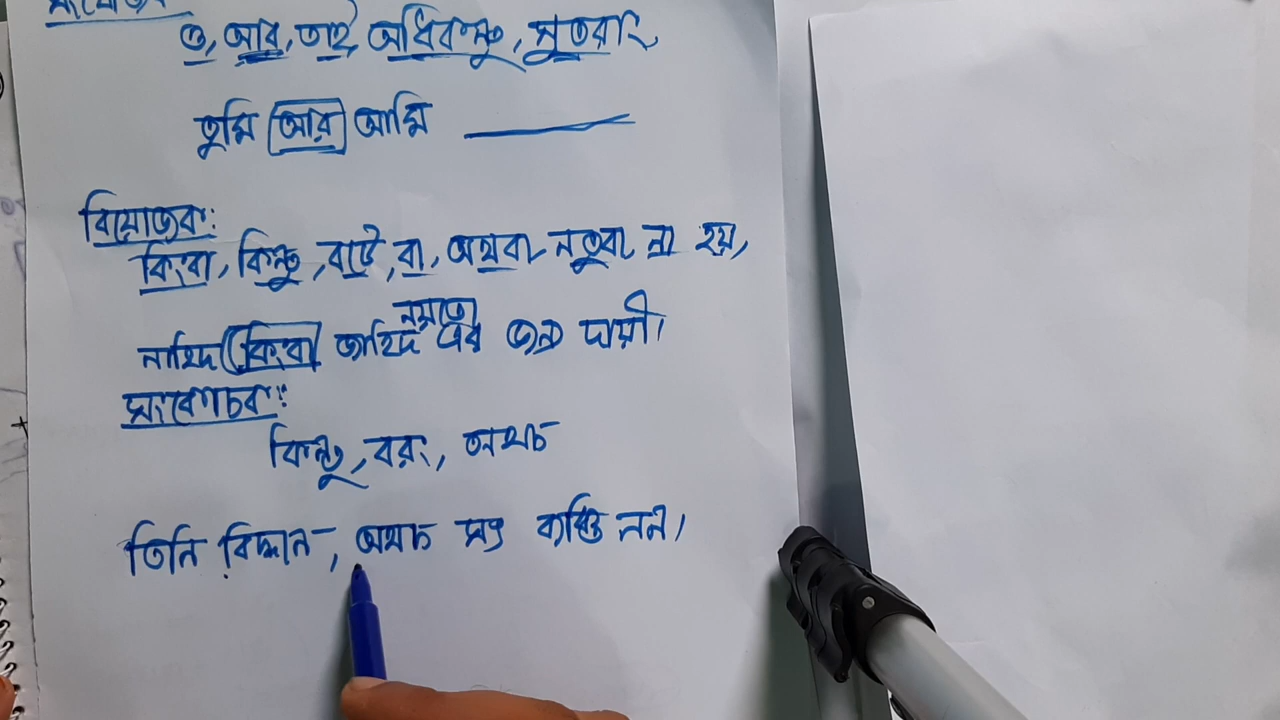 সংযোজক
ও, আর, তাই, অধিকন্তু, সুতরাং,
তুমি আর আমি
বিয়োজক:
কিংবা, কিন্তু, বটে, বা, অথবা, নতুবা না হয়,
নয়তো
নাহিদ কিংবা জাহিদ এর জন্য দায়ী।
সংকোচক:
কিন্তু, বরং, অথচ
তিনি বিদ্বান, অথচ সৎ ব্যক্তি নন।